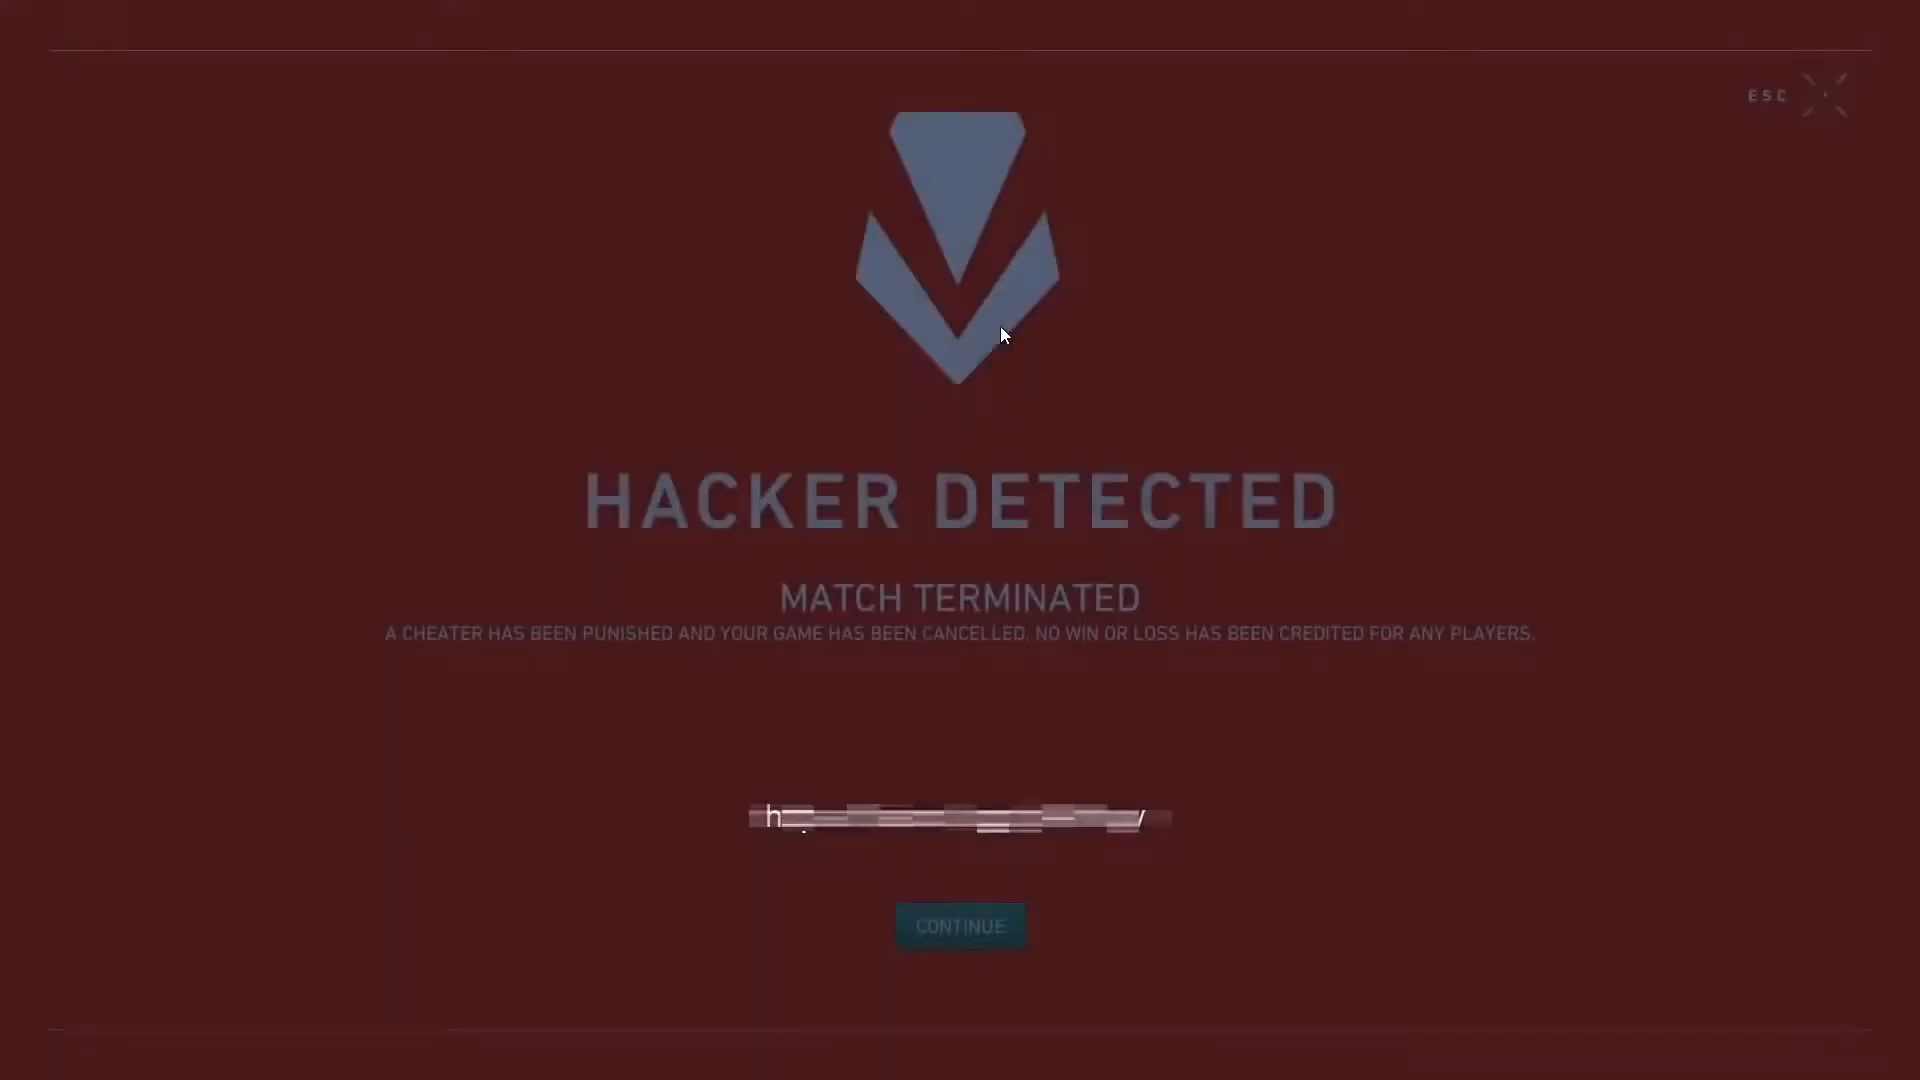 ESC
HACKER DETECTED
MATCH TERMINATED
A CHEATER HAS BEEN PUNISHED AND YOUR GAME HAS BEEN CANCELLED. NO WIN OR LOSS HAS BEEN CREDITED FOR ANY PLAYERS.
CONTINUE